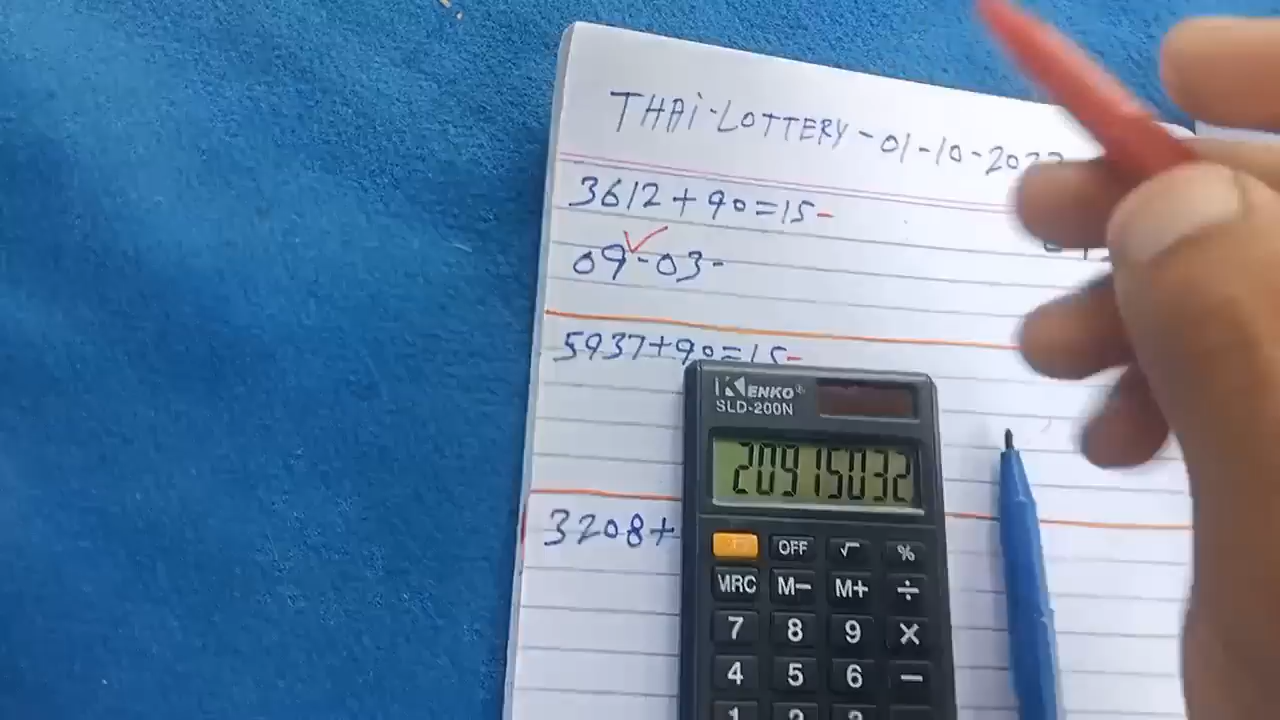 THAI-LOTTERY-01-10-2022
3612+90=15-
09-03-
5937+90=15-
KENKO®
SLD-200N
20915032
3208+
OFF √ %
MRC M- M+ ÷
7 8 9 ×
4 5 6 -